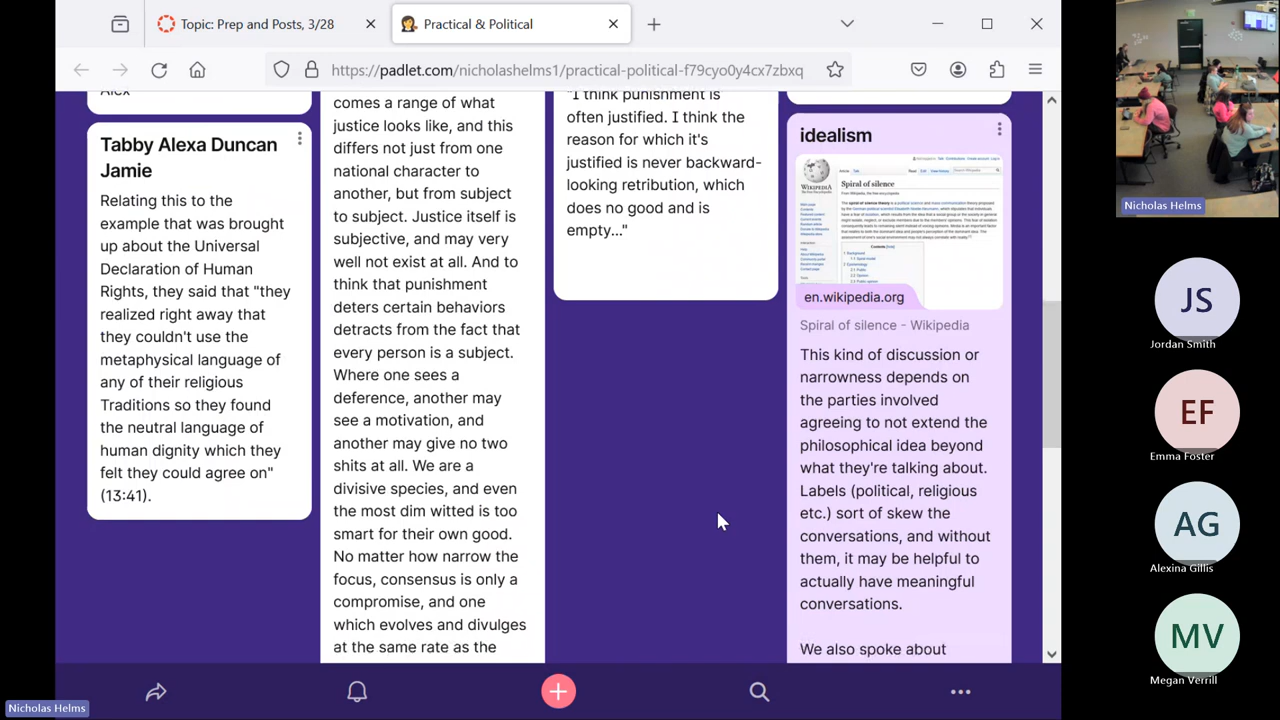 Topic: Prep and Posts, 3/28
Practical & Political
https://padlet.com/nicholashelms1/practical-political-f79cyo0y4cx7zbxq
Alex
Tabby Alexa Duncan
Jamie
Relating this to the
example that was brought
up about the Universal
Declaration of Human
Rights, they said that "they
realized right away that
they couldn't use the
metaphysical language of
any of their religious
Traditions so they found
the neutral language of
human dignity which they
felt they could agree on"
(13:41).
comes a range of what
justice looks like, and this
differs not just from one
national character to
another, but from subject
to subject. Justice itself is
subjective, and may very
well not exist at all. And to
think that punishment
deters certain behaviors
detracts from the fact that
every person is a subject.
Where one sees a
deference, another may
see a motivation, and
another may give no two
shits at all. We are a
divisive species, and even
the most dim witted is too
smart for their own good.
No matter how narrow the
focus, consensus is only a
compromise, and one
which evolves and divulges
at the same rate as the
"I think punishment is
often justified. I think the
reason for which it's
justified is never backward-
looking retribution, which
does no good and is
empty..."
idealism
WIKIPEDIA
Spiral of silence
en.wikipedia.org
Spiral of silence - Wikipedia
This kind of discussion or
narrowness depends on
the parties involved
agreeing to not extend the
philosophical idea beyond
what they're talking about.
Labels (political, religious
etc.) sort of skew the
conversations, and without
them, it may be helpful to
actually have meaningful
conversations.
We also spoke about
Nicholas Helms
Nicholas Helms
JS
Jordan Smith
EF
Emma Foster
AG
Alexina Gillis
MV
Megan Verrill